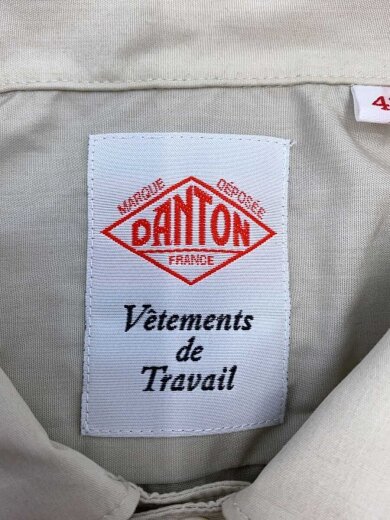 MARQUE DÉPOSÉE
DANTON
FRANCE
Vêtements
de
Travail